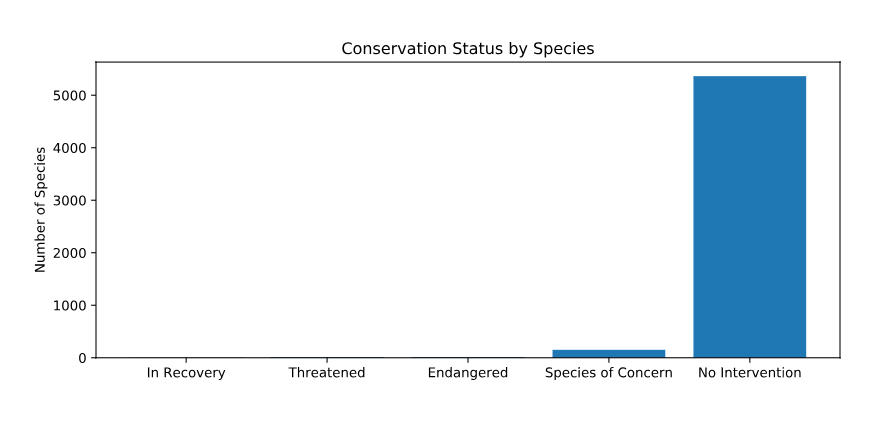 Conservation Status by Species
Number of Species
5000
4000
3000
2000
1000
0
In Recovery
Threatened
Endangered
Species of Concern
No Intervention